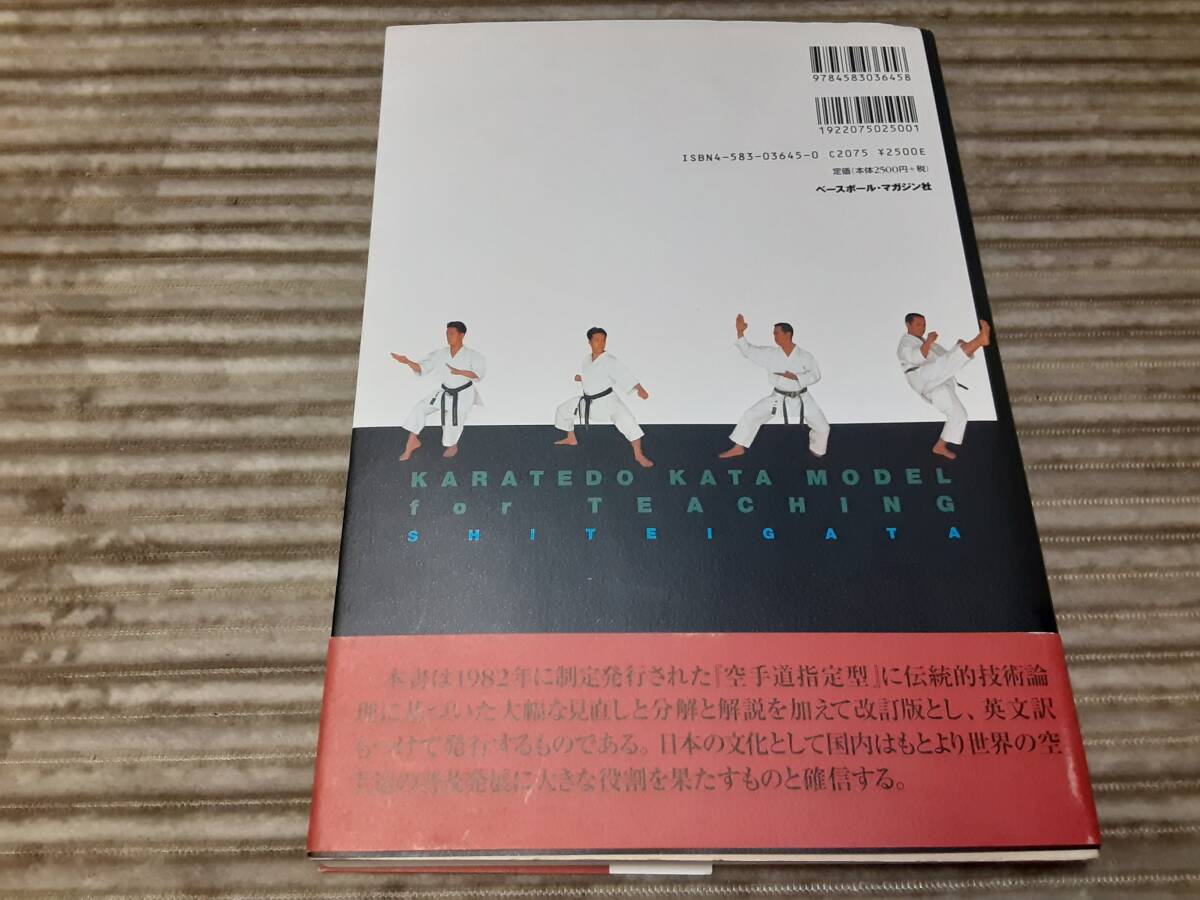 9784583036458
1922075025001
ISBN4-583-03645-0 C2075 ¥2500E
定価(本体2500円+税)
ベースボール・マガジン社
KARATEDO KATA MODEL
for TEACHING
SHITEIGATA
本書は1982年に制定発行された『空手道指定型』に伝統的技術論
理に基づいた大幅な見直しと分解と解説を加えて改訂版とし、英文訳
もつけて発行するものである。日本の文化として国内はもとより世界の空
手道の普及発展に大きな役割を果たすものと確信する。